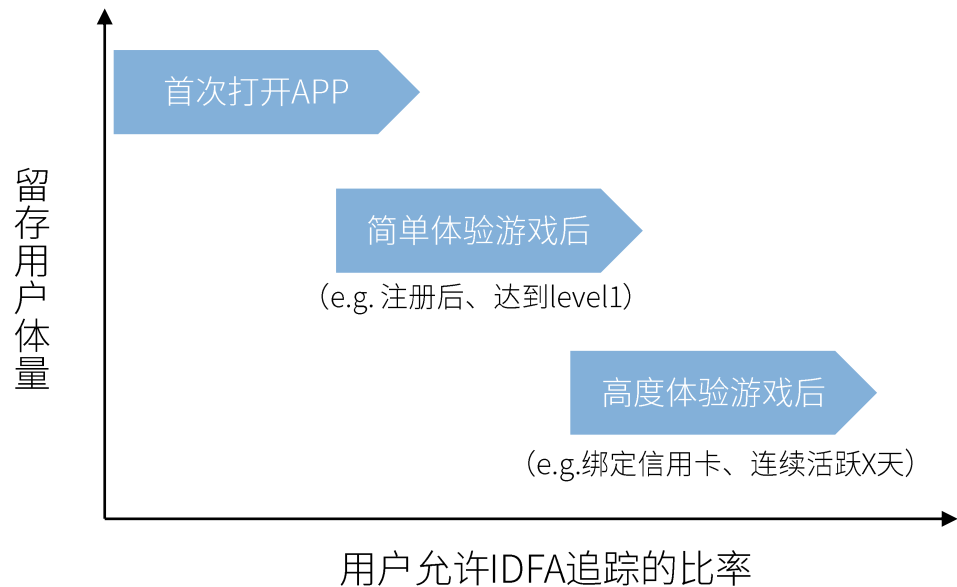 首次打开APP
简单体验游戏后
（e.g. 注册后、达到level1）
高度体验游戏后
（e.g.绑定信用卡、连续活跃X天）
留存用户体量
用户允许IDFA追踪的比率